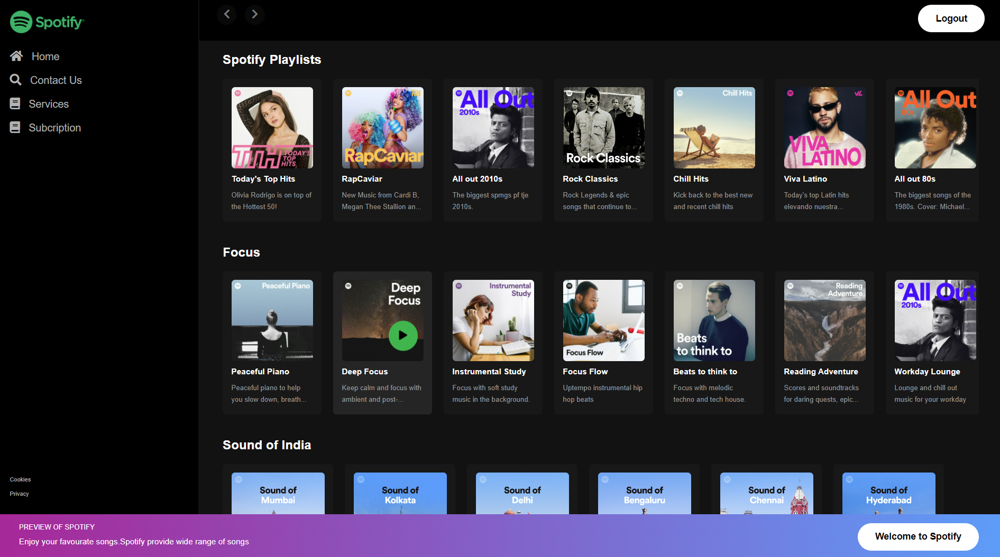 Spotify
Home
Contact Us
Services
Subcription
Cookies
Privacy
Logout
Spotify Playlists
TTH TODAY'S
TOP
HITS
RapCaviar
All Out
2010s
Rock Classics
Chill Hits
VL
VIVA
LATINO
All Out
80s
Today's Top Hits
RapCaviar
All out 2010s
Rock Classics
Chill Hits
Viva Latino
All out 80s
Olivia Rodrigo is on top of
the Hottest 50!
New Music from Cardi B,
Megan Thee Stallion an...
The biggest spmgs pf tje
2010s.
Rock Legends & epic
songs that continue to...
Kick back to the best new
and recent chill hits
Today's top Latin hits
elevando nuestra...
The biggest songs of the
1980s. Cover: Michael...
Focus
Peaceful Piano
Deep
Focus
Instrumental
Study
Focus Flow
Beats
to think to
Reading
Adventure
All Out
2010s
Peaceful Piano
Deep Focus
Instrumental Study
Focus Flow
Beats to think to
Reading Adventure
Workday Lounge
Peaceful piano to help
you slow down, breath...
Keep calm and focus with
ambient and post-...
Focus with soft study
music in the background.
Uptempo instrumental hip
hop beats
Focus with melodic
techno and tech house.
Scores and soundtracks
for daring quests, epic...
Lounge and chill out
music for your workday
Sound of India
Sound of
Mumbai
Sound of
Kolkata
Sound of
Delhi
Sound of
Bengaluru
Sound of
Chennai
Sound of
Hyderabad
PREVIEW OF SPOTIFY
Enjoy your favourate songs.Spotify provide wide range of songs
Welcome to Spotify